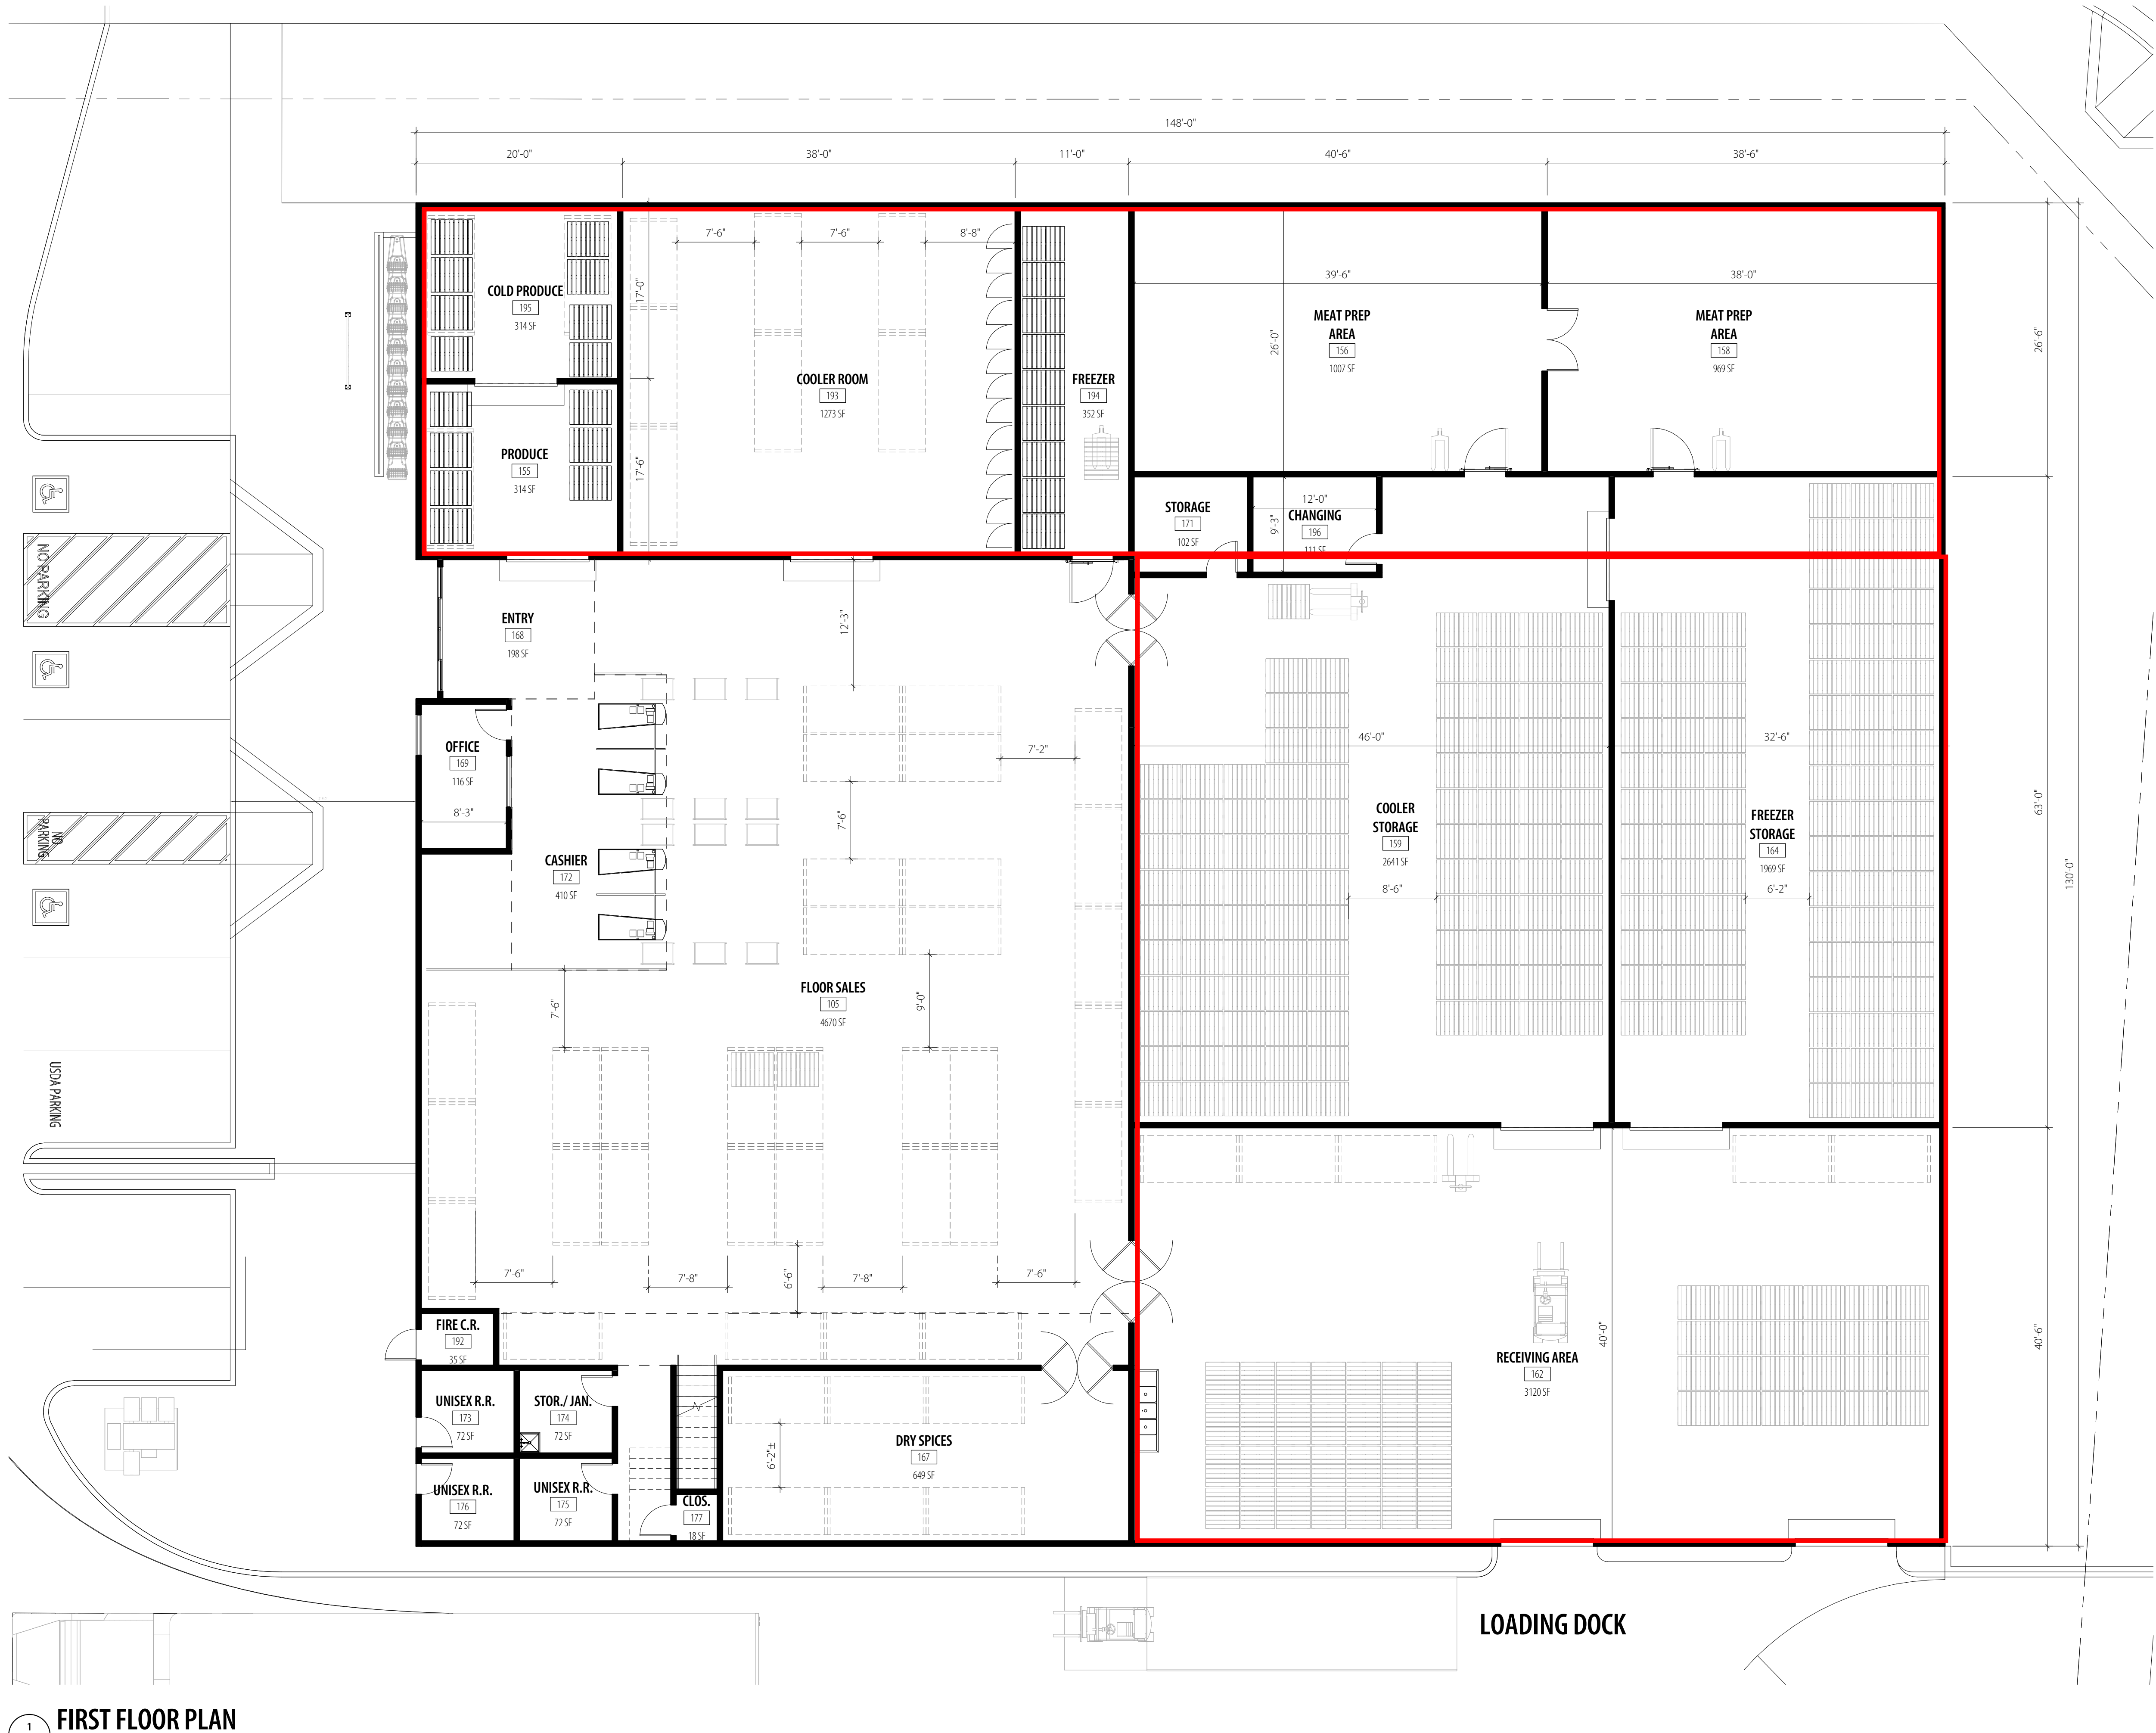 148'-0"
20'-0"
38'-0"
11'-0"
40'-6"
38'-6"
7'-6"
7'-6"
8'-8"
39'-6"
38'-0"
17'-0"
COLD PRODUCE
195
314 SF
MEAT PREP
AREA
156
1007 SF
MEAT PREP
AREA
158
969 SF
26'-0"
26'-6"
COOLER ROOM
193
1273 SF
FREEZER
194
352 SF
PRODUCE
155
314 SF
17'-6"
STORAGE
171
102 SF
12'-0"
CHANGING
196
111 SF
9'-3"
NO PARKING
ENTRY
168
198 SF
12'-3"
OFFICE
169
116 SF
8'-3"
7'-2"
46'-0"
32'-6"
7'-6"
COOLER
STORAGE
159
2641 SF
FREEZER
STORAGE
164
1969 SF
63'-0"
130'-0"
NO
PARKING
CASHIER
172
410 SF
8'-6"
6'-2"
FLOOR SALES
105
4670 SF
7'-6"
9'-0"
USDA PARKING
7'-6"
7'-8"
6'-6"
7'-8"
7'-6"
FIRE C.R.
192
35 SF
RECEIVING AREA
162
3120 SF
40'-0"
40'-6"
UNISEX R.R.
173
72 SF
STOR./ JAN.
174
72 SF
DRY SPICES
167
649 SF
6'-2"±
UNISEX R.R.
176
72 SF
UNISEX R.R.
175
72 SF
CLOS.
177
18 SF
LOADING DOCK
1
FIRST FLOOR PLAN